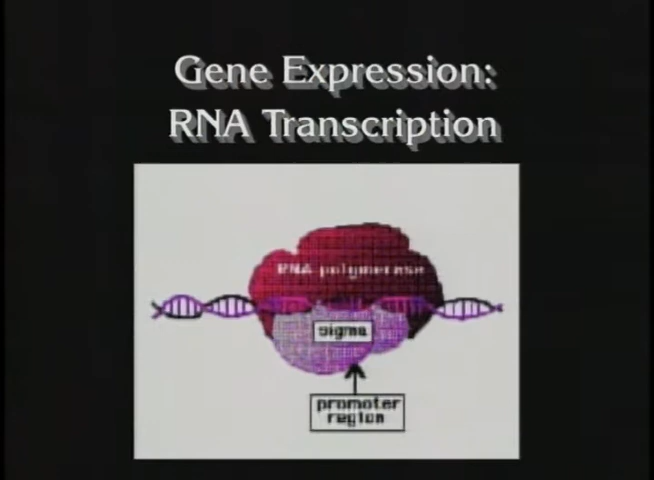 Gene Expression:
RNA Transcription
RNA polymerase
sigma
promoter
region